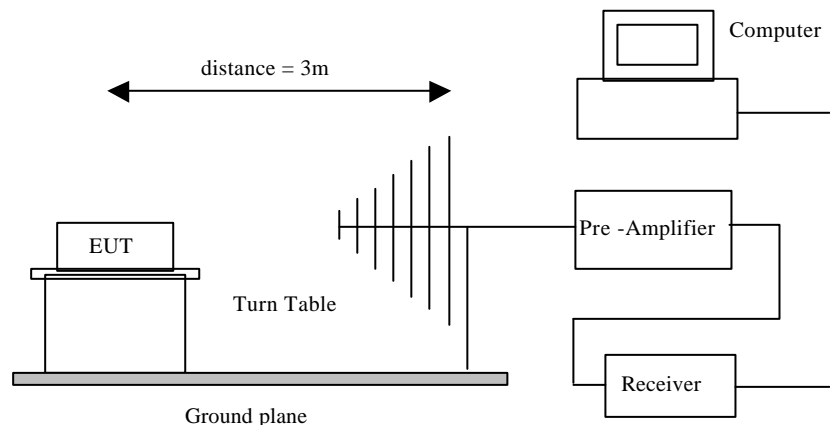 Computer
distance = 3m
Pre -Amplifier
EUT
Turn Table
Receiver
Ground plane